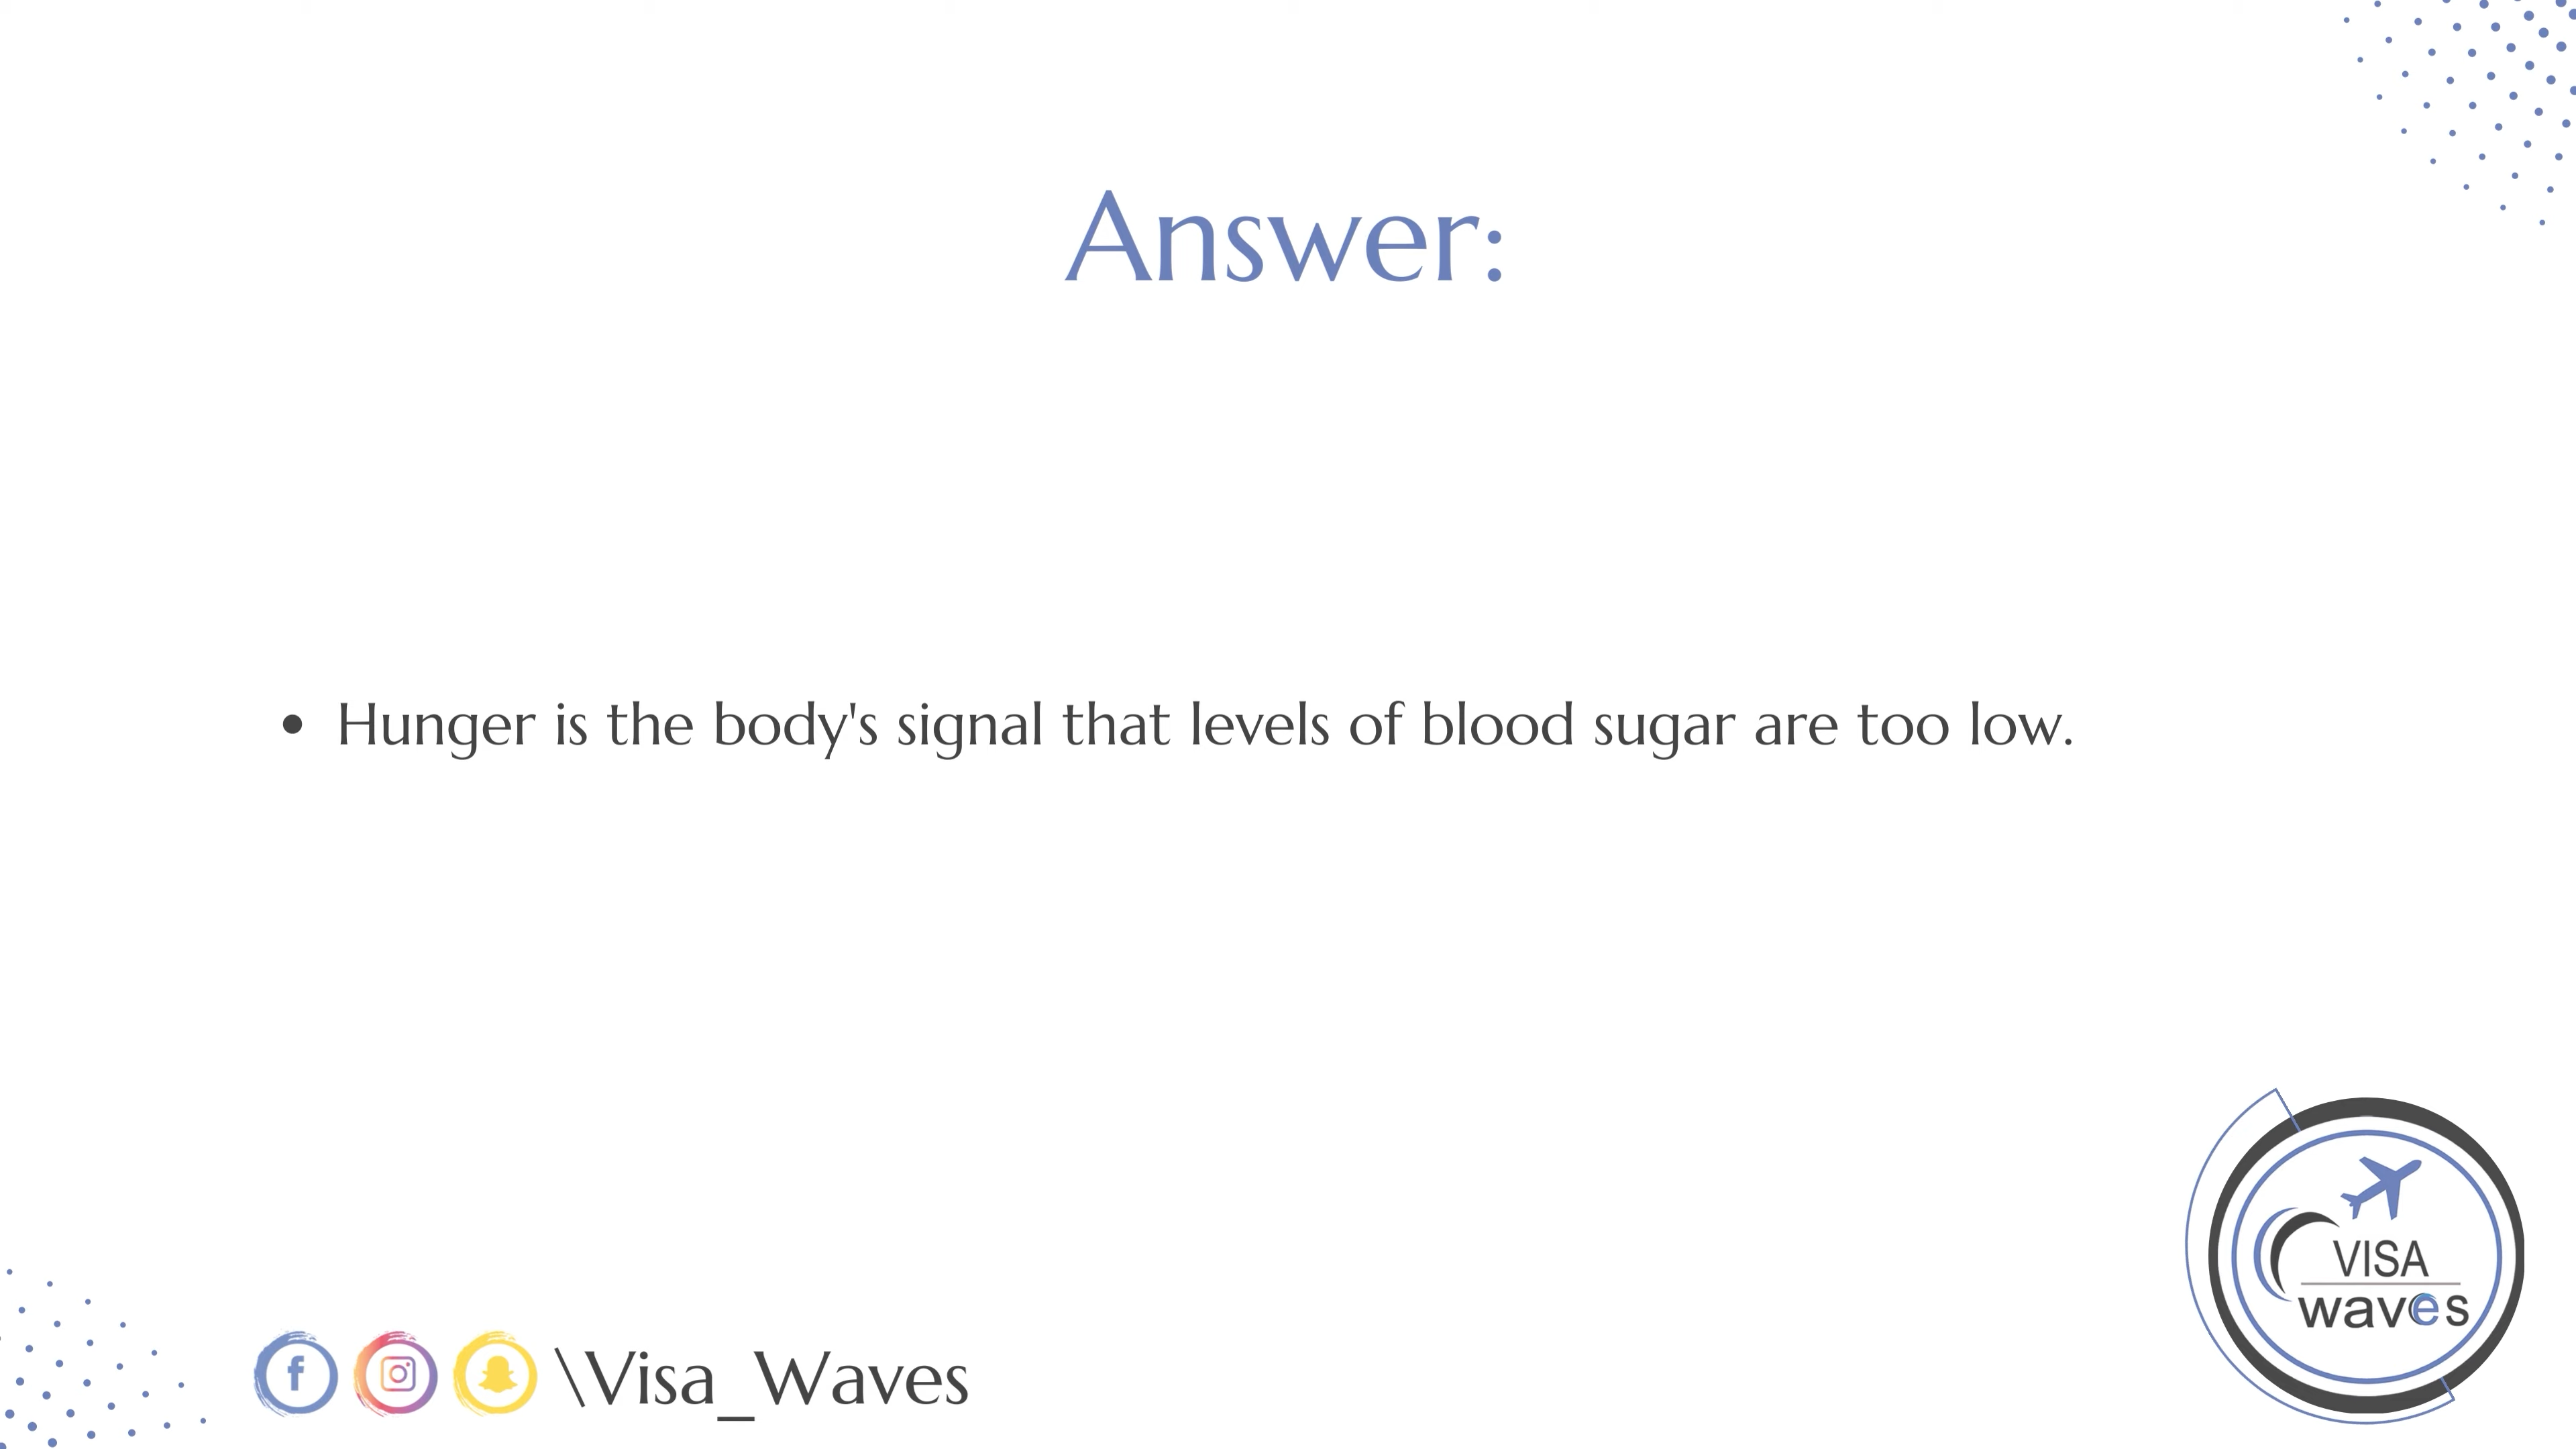 Answer:
• Hunger is the body's signal that levels of blood sugar are too low.
VISA
waves
\Visa_Waves